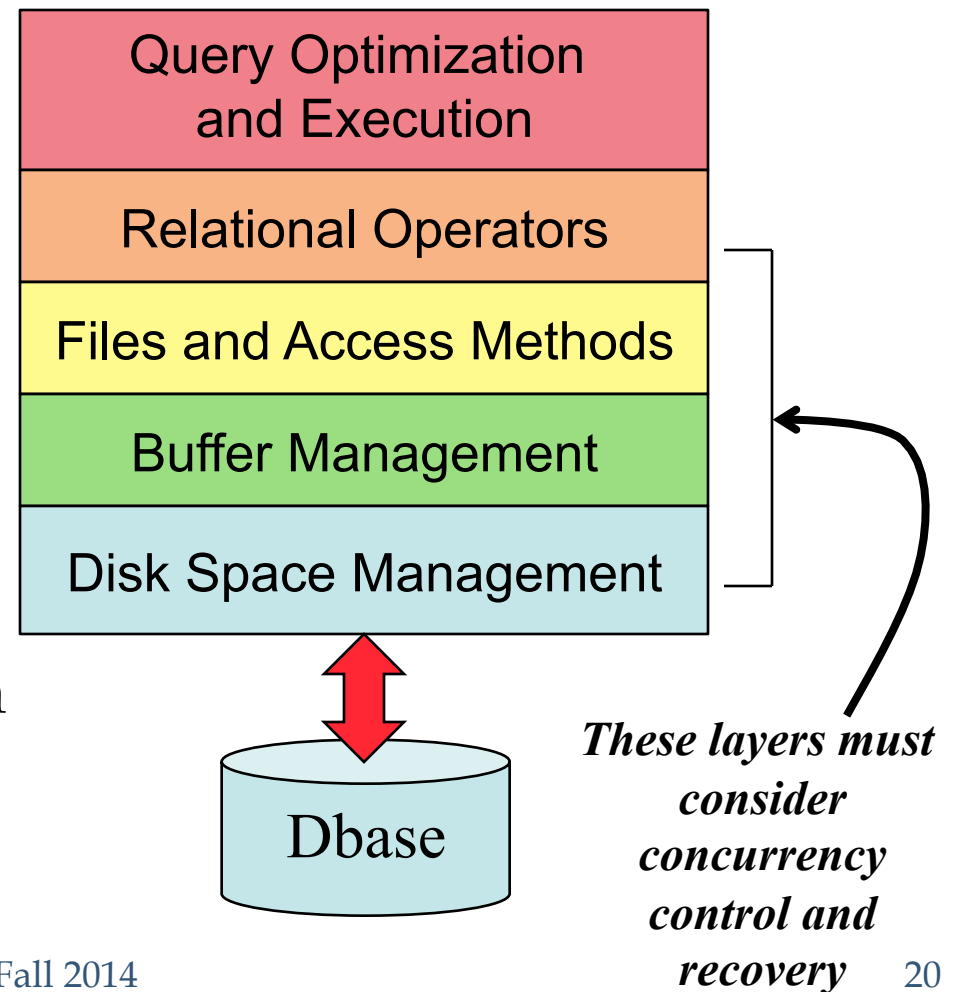 Query Optimization
and Execution
Relational Operators
Files and Access Methods
Buffer Management
Disk Space Management
Dbase
These layers must
consider
concurrency
control and
recovery
Fall 2014
20